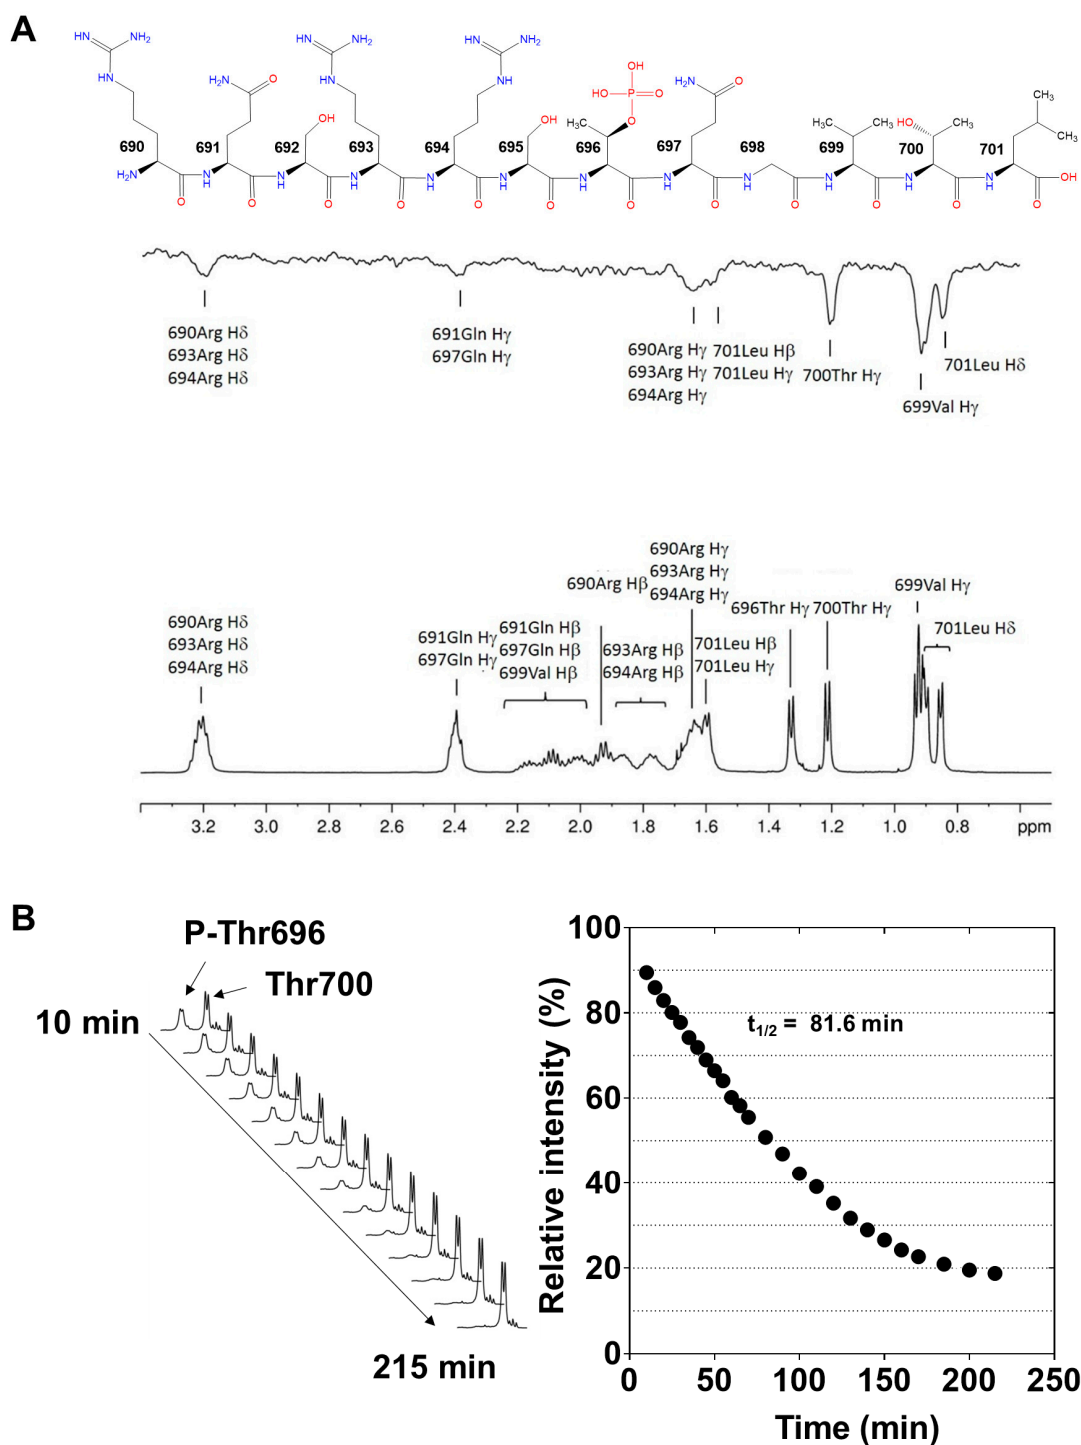 A
HN NH2 HN NH2 HN NH2
HN H2N O HN NH OH HO P O H2N O
OH OH H3C O H3C CH3 HO CH3 CH3 CH3
690 691 692 693 694 695 696 697 698 699 700 701
H2N N H N H N H N H N H N H N H N H N H N H N H OH
O O O O O O O O O O O O
690Arg Hδ
693Arg Hδ
694Arg Hδ
691Gln Hγ
697Gln Hγ
690Arg Hγ
693Arg Hγ
694Arg Hγ
701Leu Hβ
701Leu Hγ
700Thr Hγ
699Val Hγ
701Leu Hδ
690Arg Hδ
693Arg Hδ
694Arg Hδ
691Gln Hγ
697Gln Hγ
691Gln Hβ
697Gln Hβ
699Val Hβ
690Arg Hβ
693Arg Hβ
694Arg Hβ
690Arg Hγ
693Arg Hγ
694Arg Hγ
701Leu Hβ
701Leu Hγ
696Thr Hγ
700Thr Hγ
699Val Hγ
701Leu Hδ
3.2 3.0 2.8 2.6 2.4 2.2 2.0 1.8 1.6 1.4 1.2 1.0 0.8 ppm
B
P-Thr696
Thr700
10 min
215 min
Relative intensity (%)
100
80
60
40
20
0
t1/2 = 81.6 min
0 50 100 150 200 250
Time (min)